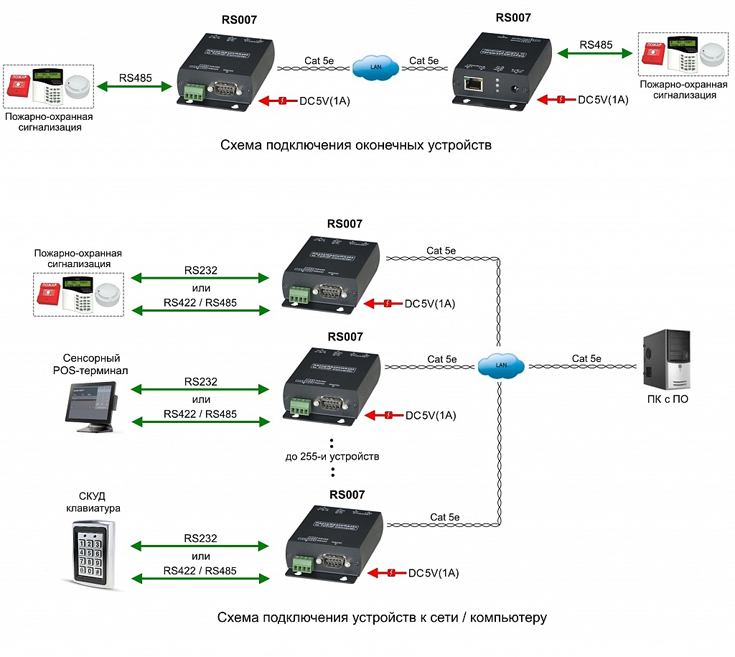 RS007
RS007
RS485
Cat 5e
LAN
Cat 5e
RS485
ПОЖАР
ПОЖАР
DC5V(1A)
DC5V(1A)
Пожарно-охранная
сигнализация
Пожарно-охранная
сигнализация
Схема подключения оконечных устройств
RS007
Пожарно-охранная
сигнализация
Cat 5e
RS232
или
RS422 / RS485
DC5V(1A)
RS007
Сенсорный
POS-терминал
Cat 5e
LAN
Cat 5e
RS232
или
RS422 / RS485
ПК с ПО
DC5V(1A)
до 255-и устройств
RS007
СКУД
клавиатура
Cat 5e
RS232
или
RS422 / RS485
DC5V(1A)
Схема подключения устройств к сети / компьютеру